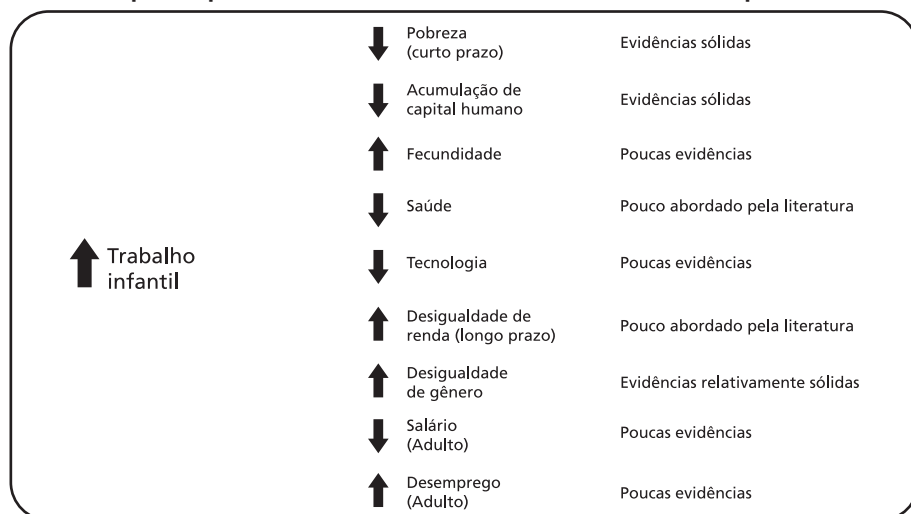 Pobreza
(curto prazo)
Evidências sólidas
Acumulação de
capital humano
Evidências sólidas
Fecundidade
Poucas evidências
Saúde
Pouco abordado pela literatura
Trabalho
infantil
Tecnologia
Poucas evidências
Desigualdade de
renda (longo prazo)
Pouco abordado pela literatura
Desigualdade
de gênero
Evidências relativamente sólidas
Salário
(Adulto)
Poucas evidências
Desemprego
(Adulto)
Poucas evidências